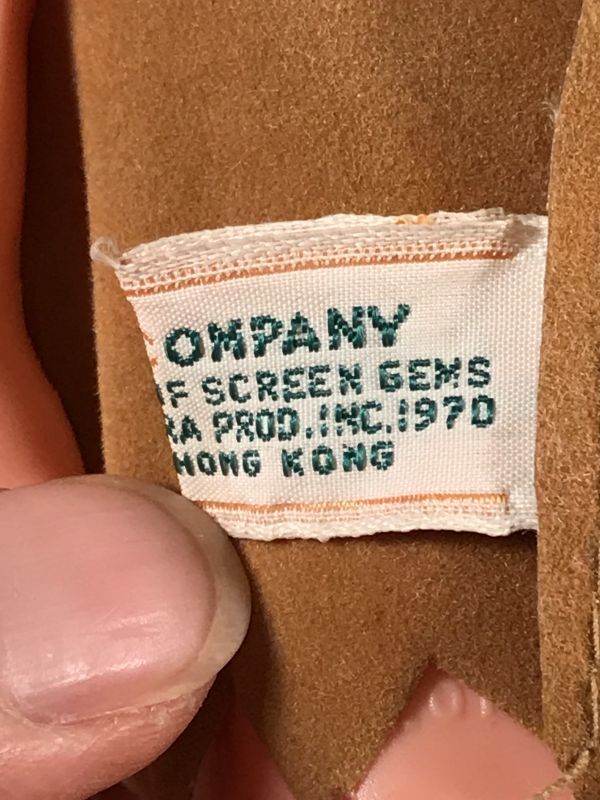 OMPANY
F SCREEN GEMS
RA PROD.,INC.1970
HONG KONG